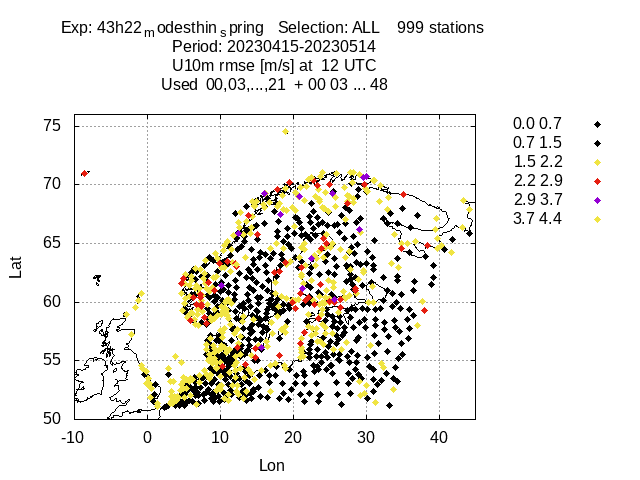 Exp: 43h22modesthinspring Selection: ALL 999 stations
Period: 20230415-20230514
U10m rmse [m/s] at 12 UTC
Used 00,03,...,21 + 00 03 ... 48
0.0 0.7
0.7 1.5
1.5 2.2
2.2 2.9
2.9 3.7
3.7 4.4
75
70
65
60
55
50
Lat
-10 0 10 20 30 40
Lon